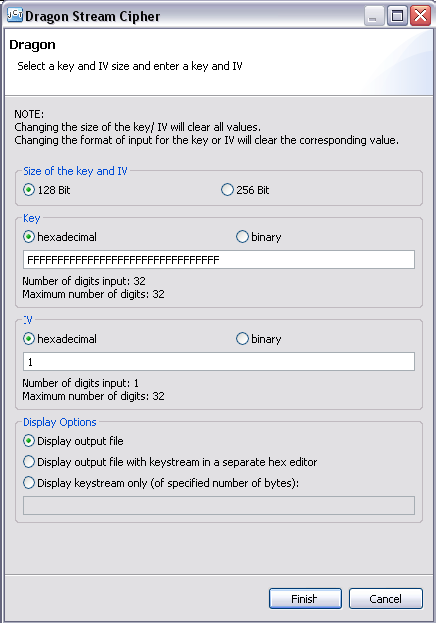 JCT Dragon Stream Cipher
Dragon
Select a key and IV size and enter a key and IV
NOTE:
Changing the size of the key/ IV will clear all values.
Changing the format of input for the key or IV will clear the corresponding value.
Size of the key and IV
128 Bit 256 Bit
Key
hexadecimal binary
FFFFFFFFFFFFFFFFFFFFFFFFFFFFFFFF
Number of digits input: 32
Maximum number of digits: 32
IV
hexadecimal binary
1
Number of digits input: 1
Maximum number of digits: 32
Display Options
Display output file
Display output file with keystream in a separate hex editor
Display keystream only (of specified number of bytes):
Finish Cancel